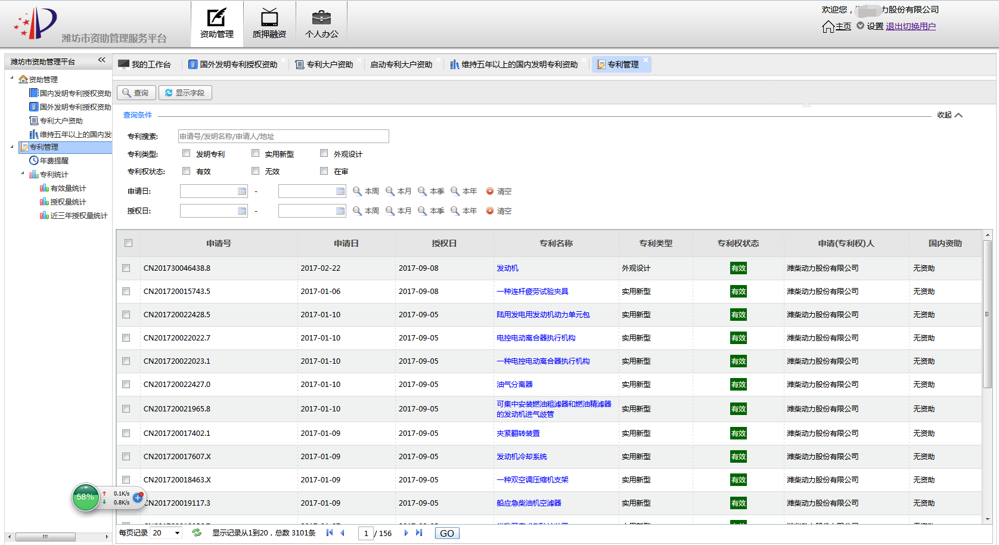 潍坊市资助管理服务平台
资助管理
质押融资
个人办公
欢迎您，
力股份有限公司
主页 设置 退出切换用户
潍坊市资助管理平台 <<
资助管理
国内发明专利授权资助
国外发明专利授权资助
专利大户资助
维持五年以上的国内发
专利管理
年费提醒
专利统计
有效量统计
授权量统计
近三年授权量统计
我的工作台 国外发明专利授权资助 专利大户资助 启动专利大户资助 维持五年以上的国内发明专利资助 专利管理
查询 显示字段
查询条件 收起
专利搜索: 申请号/发明名称/申请人/地址
专利类型: 发明专利 实用新型 外观设计
专利权状态: 有效 无效 在审
申请日: - 本周 本月 本季 本年 清空
授权日: - 本周 本月 本季 本年 清空
申请号 申请日 授权日 专利名称 专利类型 专利权状态 申请(专利权)人 国内资助
CN201730046438.8 2017-02-22 2017-09-08 发动机 外观设计 有效 潍柴动力股份有限公司 无资助
CN201720015743.5 2017-01-06 2017-09-08 一种连杆疲劳试验夹具 实用新型 有效 潍柴动力股份有限公司 无资助
CN201720022428.5 2017-01-10 2017-09-05 陆用发电用发动机动力单元包 实用新型 有效 潍柴动力股份有限公司 无资助
CN201720022022.7 2017-01-10 2017-09-05 电控电动离合器执行机构 实用新型 有效 潍柴动力股份有限公司 无资助
CN201720022023.1 2017-01-10 2017-09-05 一种电控电动离合器执行机构 实用新型 有效 潍柴动力股份有限公司 无资助
CN201720022427.0 2017-01-10 2017-09-05 油气分离器 实用新型 有效 潍柴动力股份有限公司 无资助
CN201720021965.8 2017-01-10 2017-09-05 可集中安装燃油粗滤器和燃油精滤器
的发动机进气歧管 实用新型 有效 潍柴动力股份有限公司 无资助
CN201720017402.1 2017-01-09 2017-09-05 夹紧翻转装置 实用新型 有效 潍柴动力股份有限公司 无资助
CN201720017607.X 2017-01-09 2017-09-05 发动机冷却系统 实用新型 有效 潍柴动力股份有限公司 无资助
CN201720018463.X 2017-01-09 2017-09-05 一种双空调压缩机支架 实用新型 有效 潍柴动力股份有限公司 无资助
CN201720019117.3 2017-01-09 2017-09-05 船应急柴油机空滤器 实用新型 有效 潍柴动力股份有限公司 无资助
58% 0.1K/s
0.8K/s
每页记录 20 显示记录从1到20，总数 3101条 1 / 156 GO